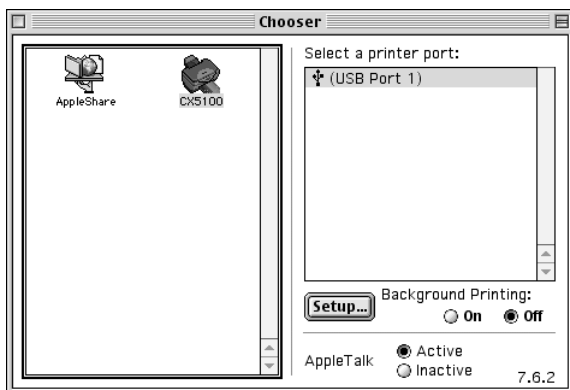 Chooser
AppleShare
CX5100
Select a printer port:
(USB Port 1)
Setup...
Background Printing:
On Off
AppleTalk
Active
Inactive
7.6.2